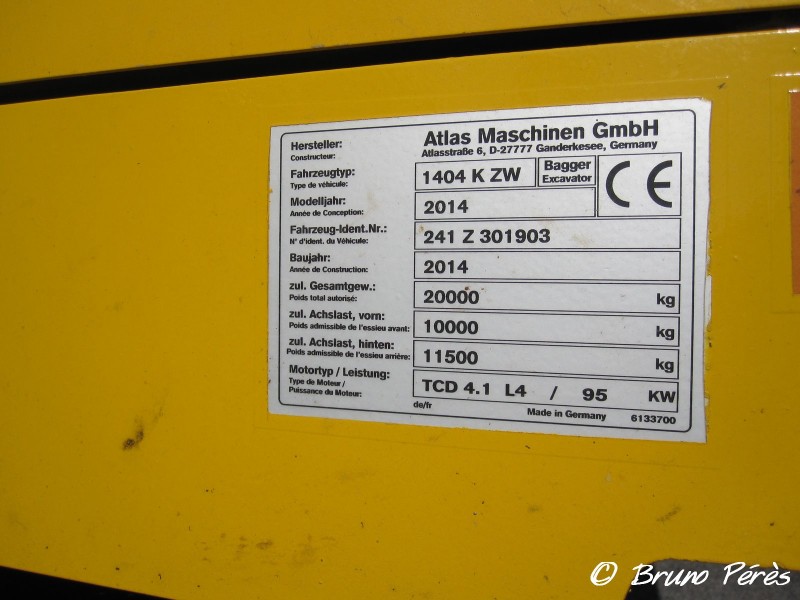 Hersteller: Atlas Maschinen GmbH
Constructeur: Atlasstraße 6, D-27777 Ganderkesee, Germany
Fahrzeugtyp: 1404 K ZW Bagger CE
Type de véhicule: Excavator
Modelljahr: 2014
Année de Conception:
Fahrzeug-Ident.Nr.: 241 Z 301903
N° d'ident. du Véhicule:
Baujahr: 2014
Année de Construction:
zul. Gesamtgew.: 20000 kg
Poids total autorisé:
zul. Achslast, vorn: 10000 kg
Poids admissible de l'essieu avant:
zul. Achslast, hinten: 11500 kg
Poids admissible de l'essieu arrière:
Motortyp / Leistung: TCD 4.1 L4 / 95 KW
Type de Moteur /
Puissance du Moteur:
de/fr Made in Germany 6133700
© Bruno Pérès